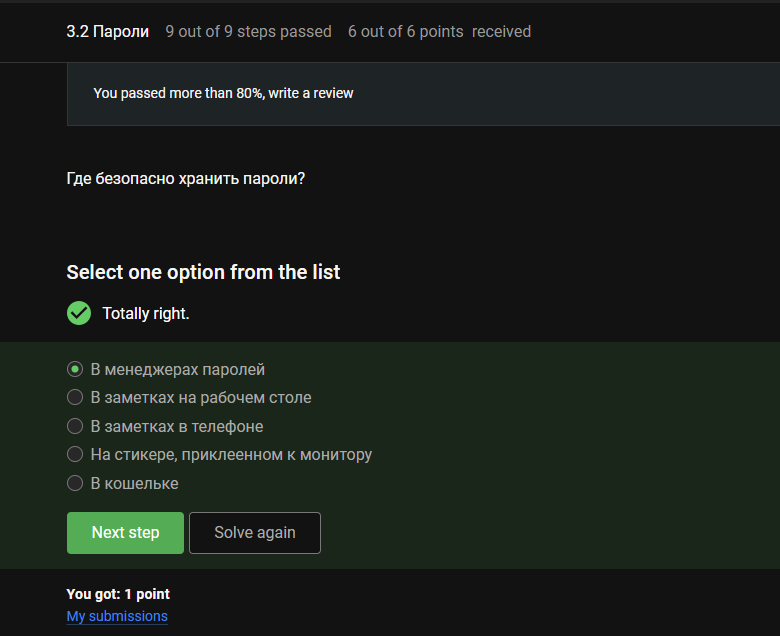 3.2 Пароли 9 out of 9 steps passed 6 out of 6 points received
You passed more than 80%, write a review
Где безопасно хранить пароли?
Select one option from the list
Totally right.
В менеджерах паролей
В заметках на рабочем столе
В заметках в телефоне
На стикере, приклеенном к монитору
В кошельке
Next step Solve again
You got: 1 point
My submissions